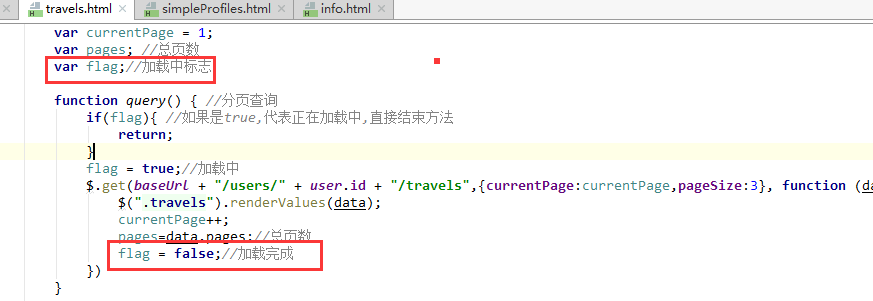 travels.html simpleProfiles.html info.html
var currentPage = 1;
var pages; //总页数
var flag;//加载中标志
function query() { //分页查询
if(flag){ //如果是true,代表正在加载中,直接结束方法
return;
}
flag = true;//加载中
$.get(baseUrl + "/users/" + user.id + "/travels",{currentPage:currentPage,pageSize:3}, function (da
$(".travels").renderValues(data);
currentPage++;
pages=data.pages;//总页数
flag = false;//加载完成
})
}